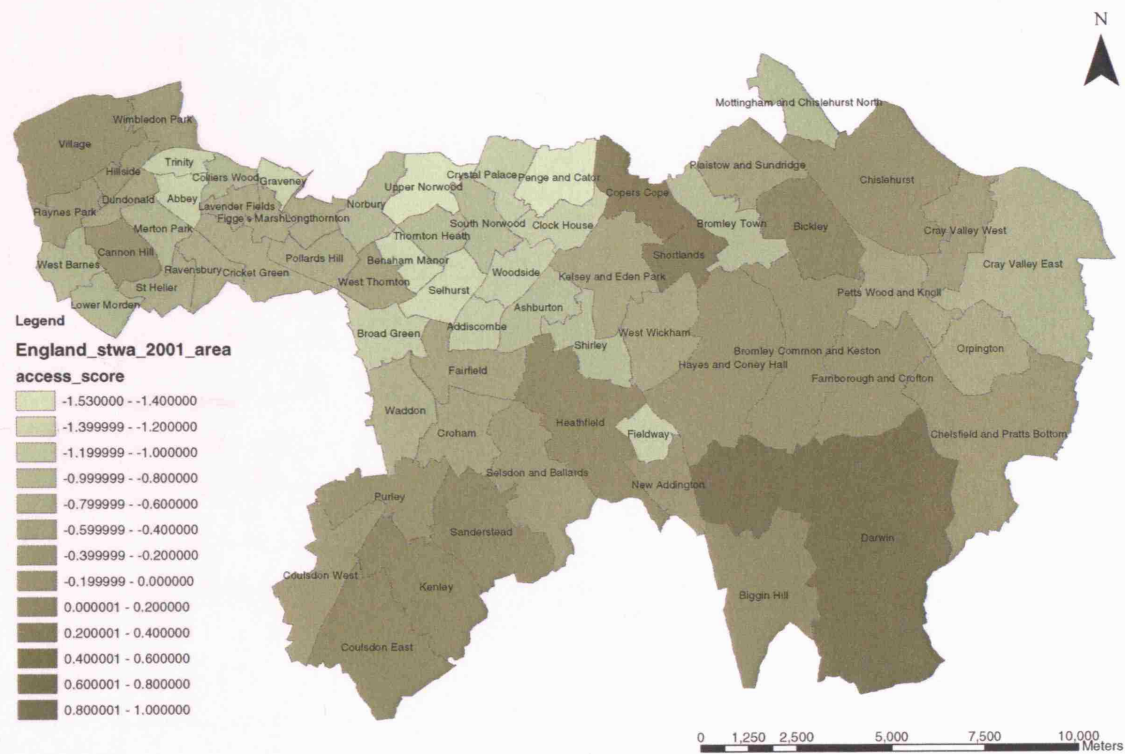 N
Mottingham and Chislehurst North
Wimbledon Park
Village
Trinity
Plaistow and Sundridge
Hillside
Colliers Wood
Graveney
Crystal Palace
Penge and Cator
Chislehurst
Upper Norwood
Copers Cope
Dundonald
Abbey
Lavender Fields
Norbury
Raynes Park
Figge's Marsh
Longthornton
South Norwood
Clock House
Bromley Town
Bickley
Cray Valley West
Merton Park
Thornton Heath
Cannon Hill
Shortlands
Pollards Hill
Bensham Manor
West Barnes
Ravensbury
Cricket Green
Woodside
Kelsey and Eden Park
Cray Valley East
St Helier
West Thornton
Selhurst
Petts Wood and Knoll
Lower Morden
Ashburton
Broad Green
Addiscombe
West Wickham
Shirley
Bromley Common and Keston
Orpington
Fairfield
Hayes and Coney Hall
Farnborough and Crofton
Waddon
Heathfield
Croham
Fieldway
Chelsfield and Pratts Bottom
Selsdon and Ballards
New Addington
Purley
Sanderstead
Darwin
Coulsdon West
Kenley
Biggin Hill
Coulsdon East
Legend
England_stwa_2001_area
access_score
-1.530000 - -1.400000
-1.399999 - -1.200000
-1.199999 - -1.000000
-0.999999 - -0.800000
-0.799999 - -0.600000
-0.599999 - -0.400000
-0.399999 - -0.200000
-0.199999 - 0.000000
0.000001 - 0.200000
0.200001 - 0.400000
0.400001 - 0.600000
0.600001 - 0.800000
0.800001 - 1.000000
0 1,250 2,500 5,000 7,500 10,000
Meters